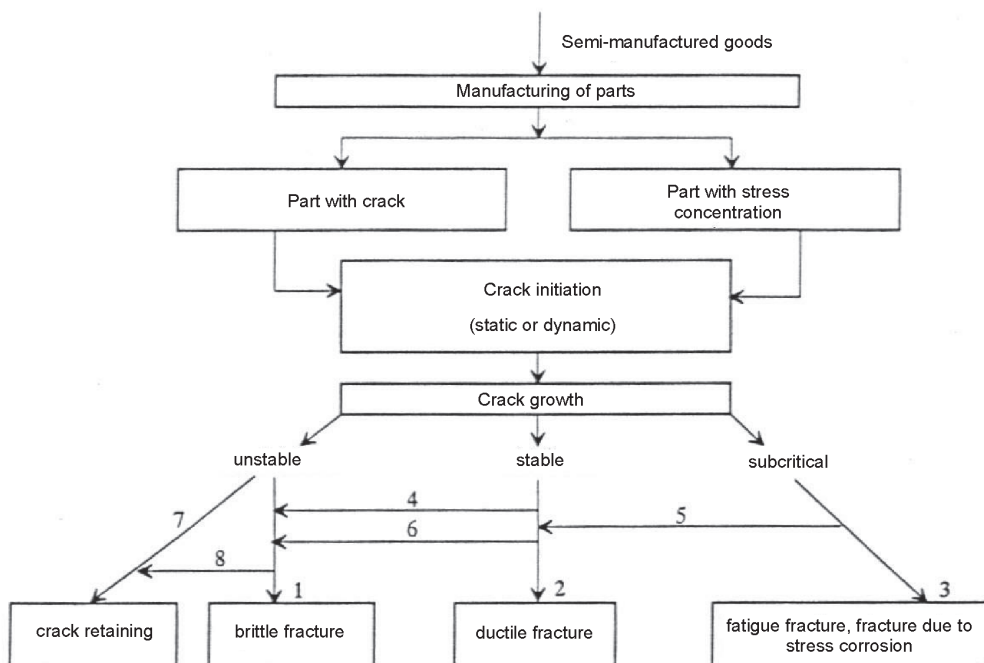 Semi-manufactured goods
Manufacturing of parts
Part with crack
Part with stress
concentration
Crack initiation
(static or dynamic)
Crack growth
unstable
stable
subcritical
4
5
6
7
8
1
2
3
crack retaining
brittle fracture
ductile fracture
fatigue fracture, fracture due to
stress corrosion